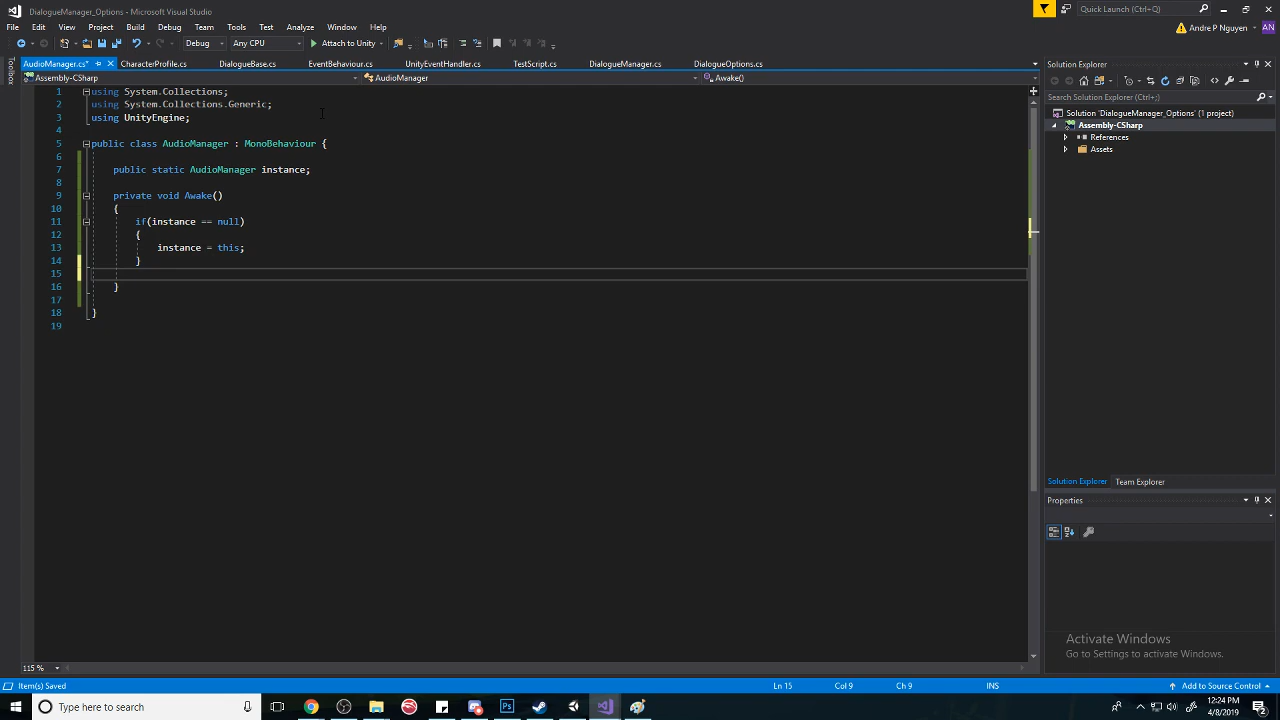 DialogueManager_Options - Microsoft Visual Studio
Quick Launch (Ctrl+Q)
File Edit View Project Build Debug Team Tools Test Analyze Window Help
Andre P Nguyen AN
Debug Any CPU Attach to Unity
Toolbox
AudioManager.cs* CharacterProfile.cs DialogueBase.cs EventBehaviour.cs UnityEventHandler.cs TestScript.cs DialogueManager.cs DialogueOptions.cs
Solution Explorer
Assembly-CSharp AudioManager Awake()
1 using System.Collections;
2 using System.Collections.Generic;
3 using UnityEngine;
4
5 public class AudioManager : MonoBehaviour {
6
7 public static AudioManager instance;
8
9 private void Awake()
10 {
11 if(instance == null)
12 {
13 instance = this;
14 }
15
16 }
17
18 }
19
Search Solution Explorer (Ctrl+;)
Solution 'DialogueManager_Options' (1 project)
Assembly-CSharp
References
Assets
Solution Explorer Team Explorer
Properties
Activate Windows
Go to Settings to activate Windows.
115 %
Item(s) Saved Ln 15 Col 9 Ch 9 INS Add to Source Control
Type here to search
Ps
12:24 PM
4/8/2019